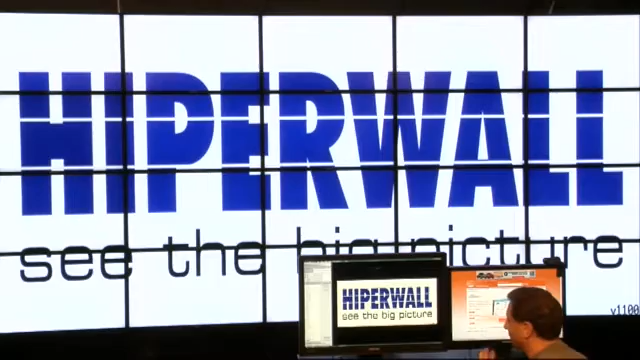 HIPERWALL
see the big picture
v1100
HIPERWALL
see the big picture